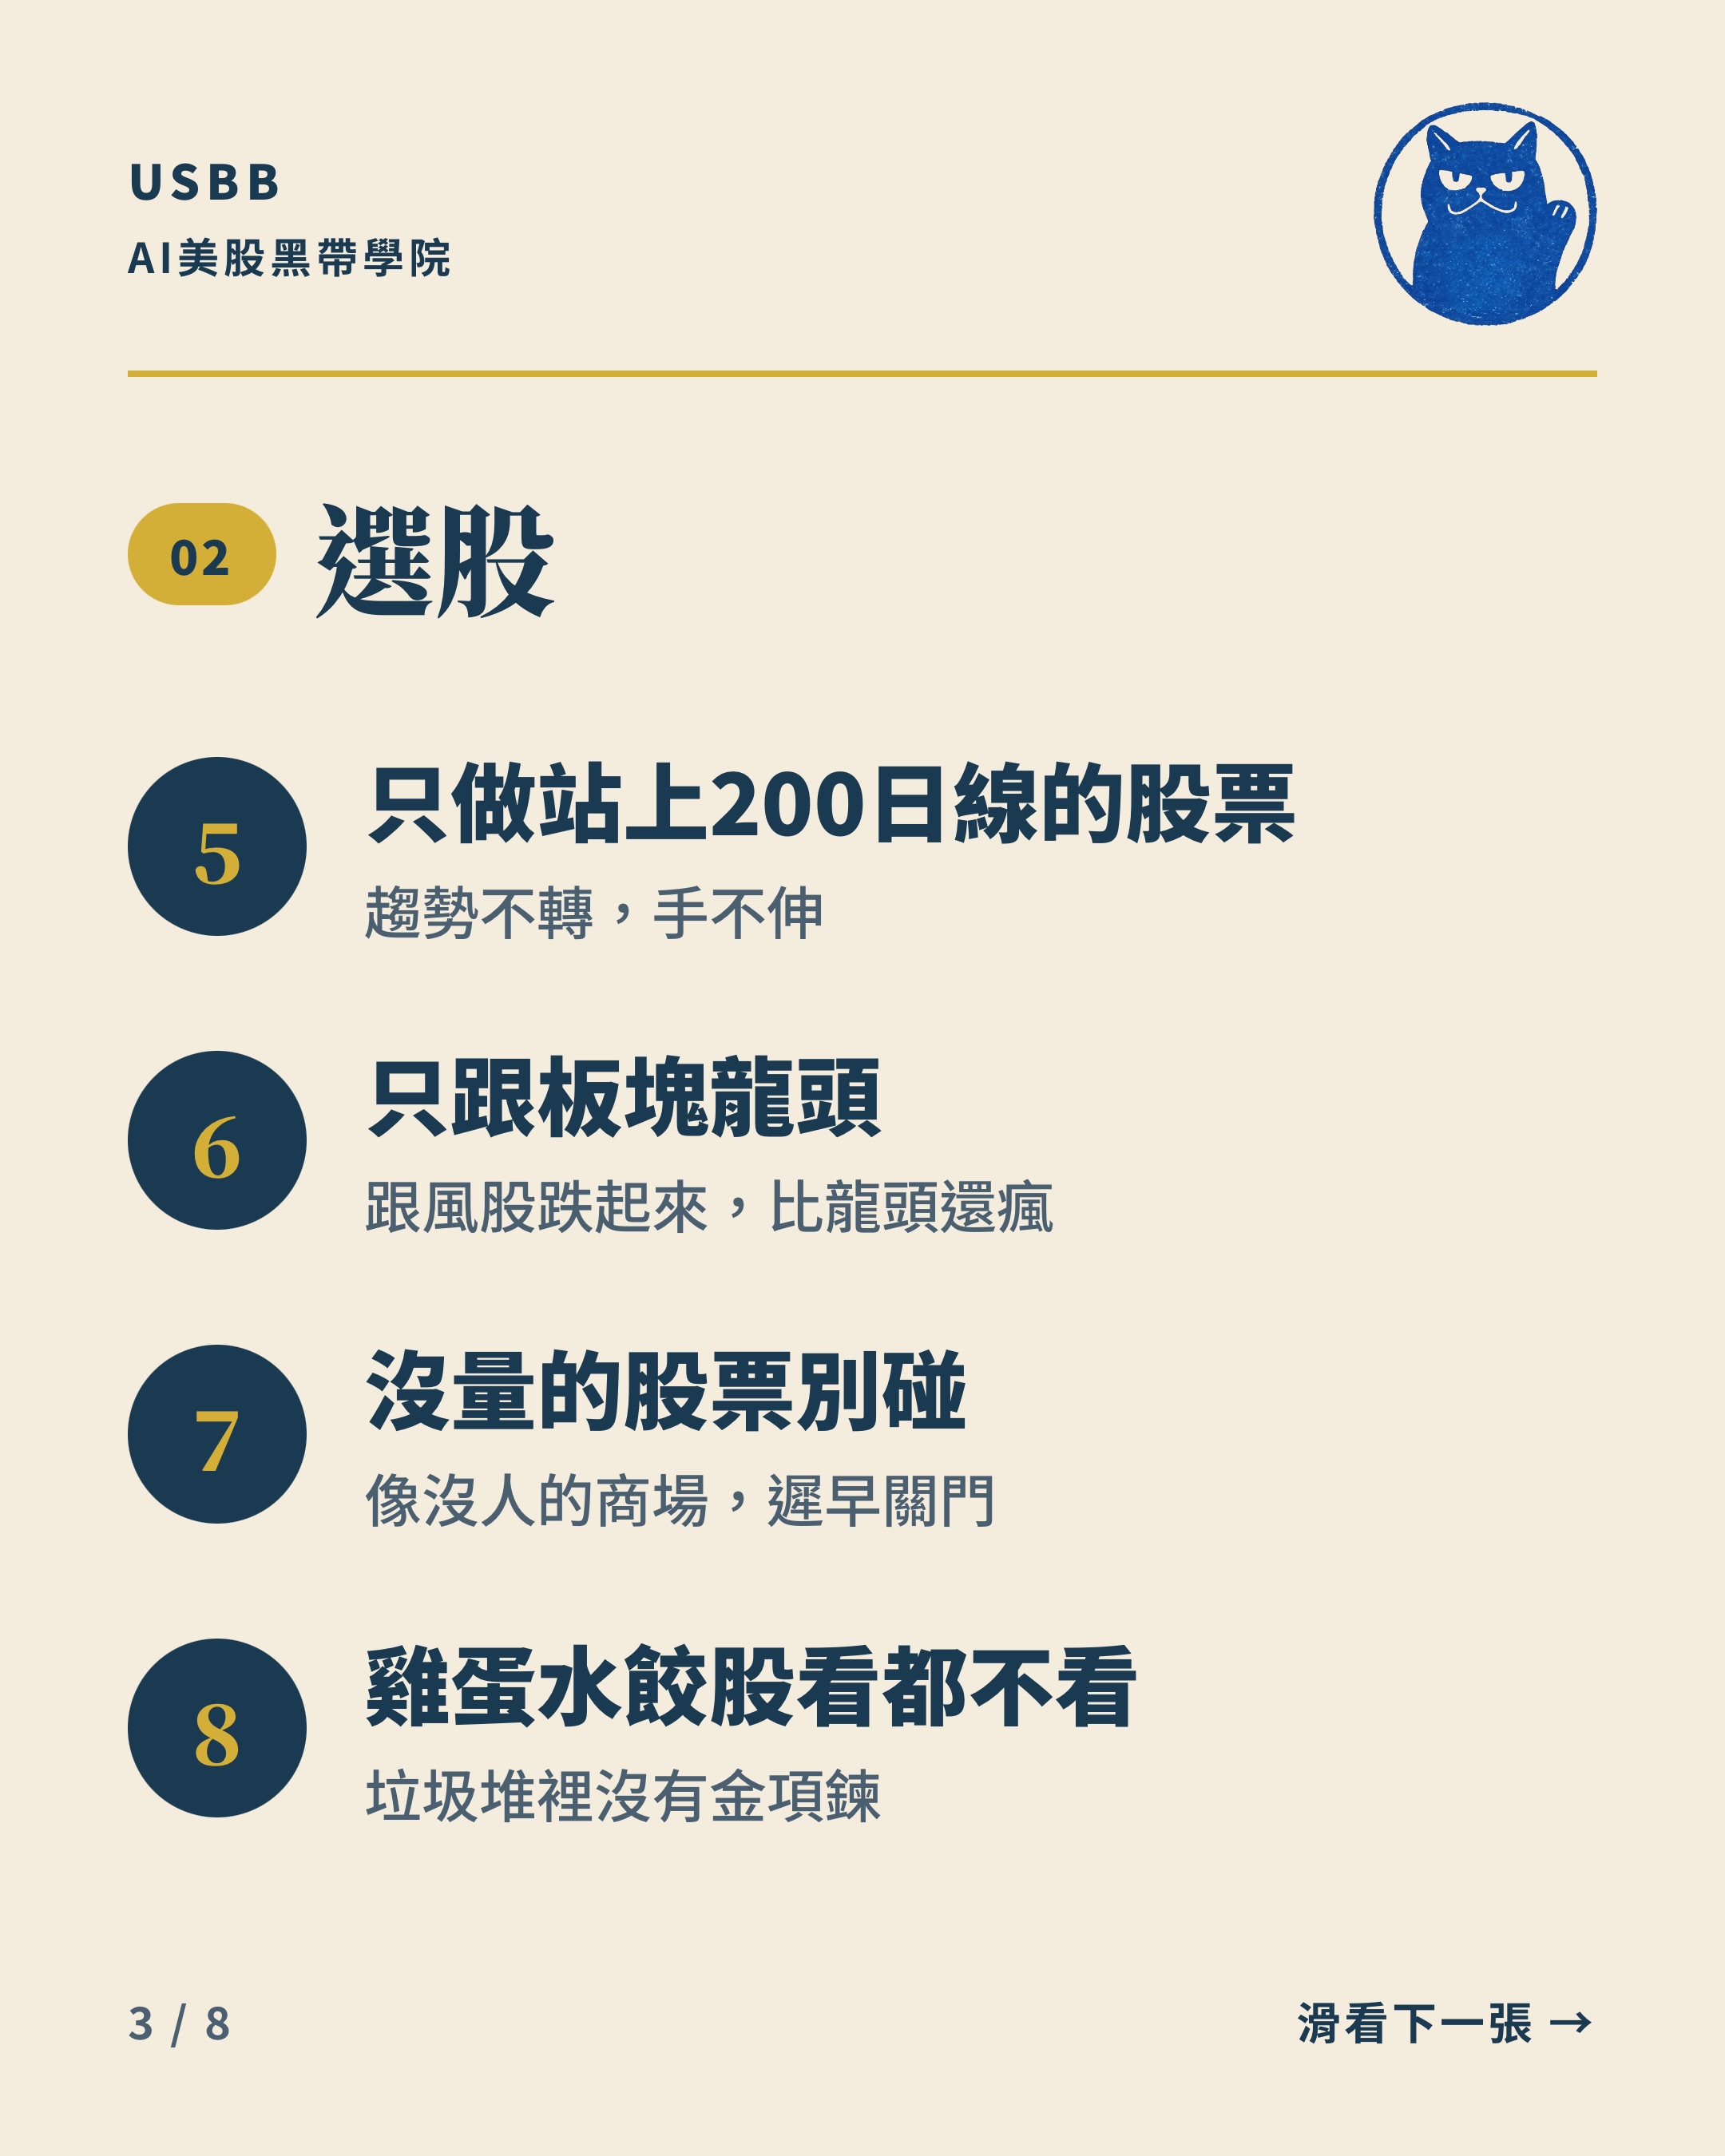 USBB
AI美股黑帶學院
02 選股
5 只做站上200日線的股票
趨勢不轉，手不伸
6 只跟板塊龍頭
跟風股跌起來，比龍頭還瘋
7 沒量的股票別碰
像沒人的商場，遲早關門
8 雞蛋水餃股看都不看
垃圾堆裡沒有金項鍊
3 / 8
滑看下一張 →